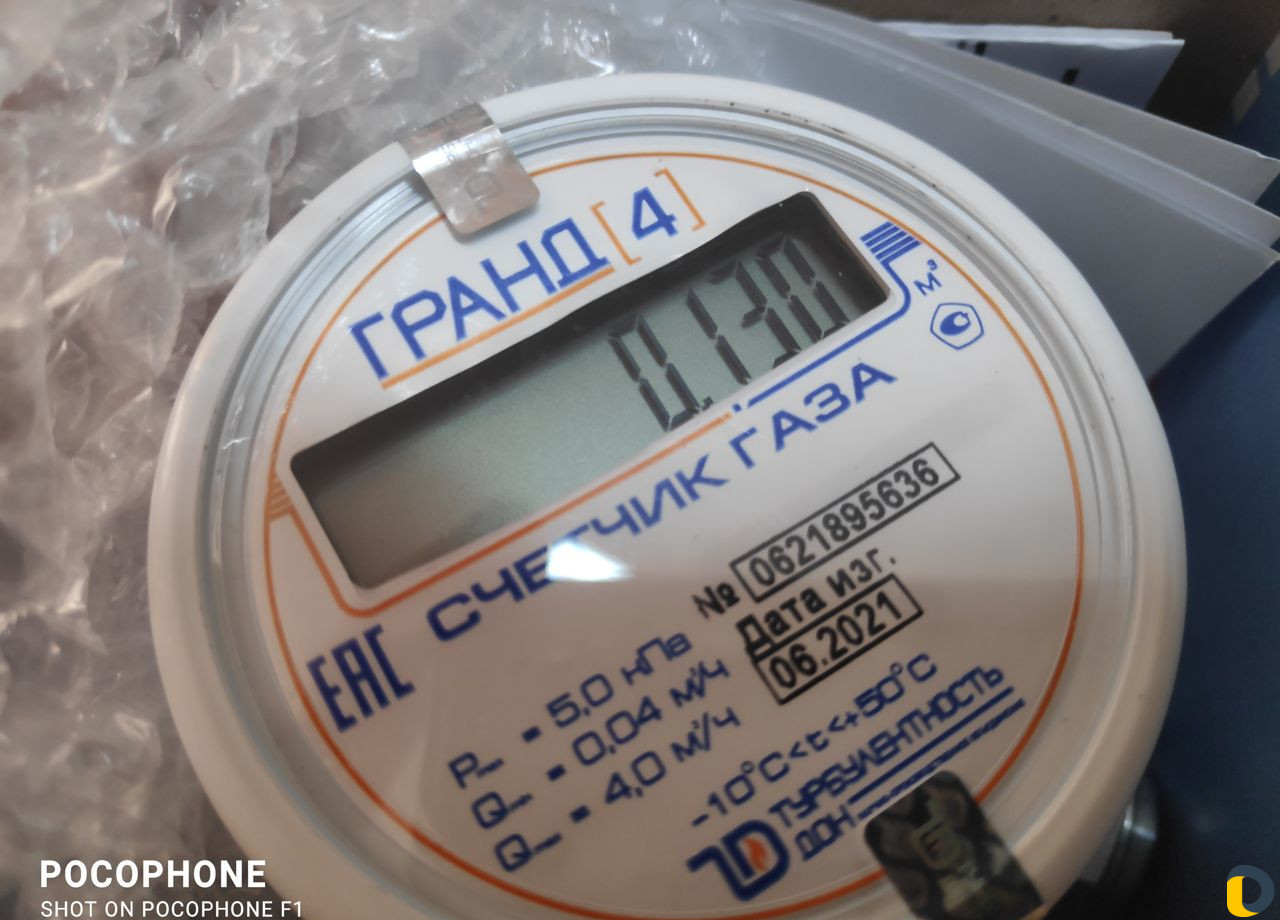 ГРАНД [4]
0.130
м³
СЧЕТЧИК ГАЗА
№ 0621895636
Дата изг.
06.2021
ЕАС
P = 5,0 кПа
Q = 0,04 м³/ч
Q = 4,0 м³/ч
-10°C<t<+50°C
ТУРБУЛЕНТНОСТЬ
ДОН
POCOPHONE
SHOT ON POCOPHONE F1